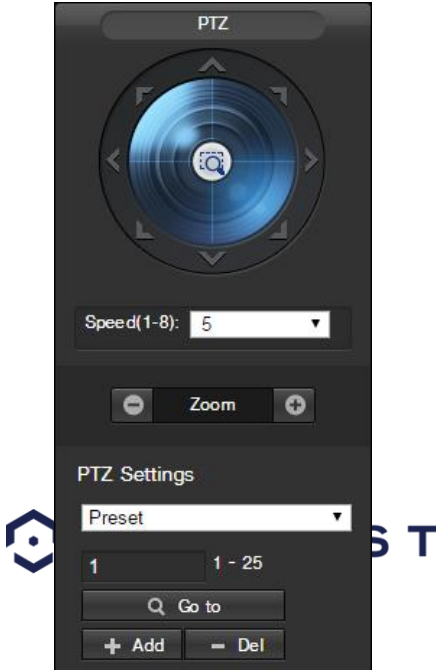 PTZ
Speed(1-8): 5
Zoom
PTZ Settings
Preset
1 1 - 25
Go to
Add Del